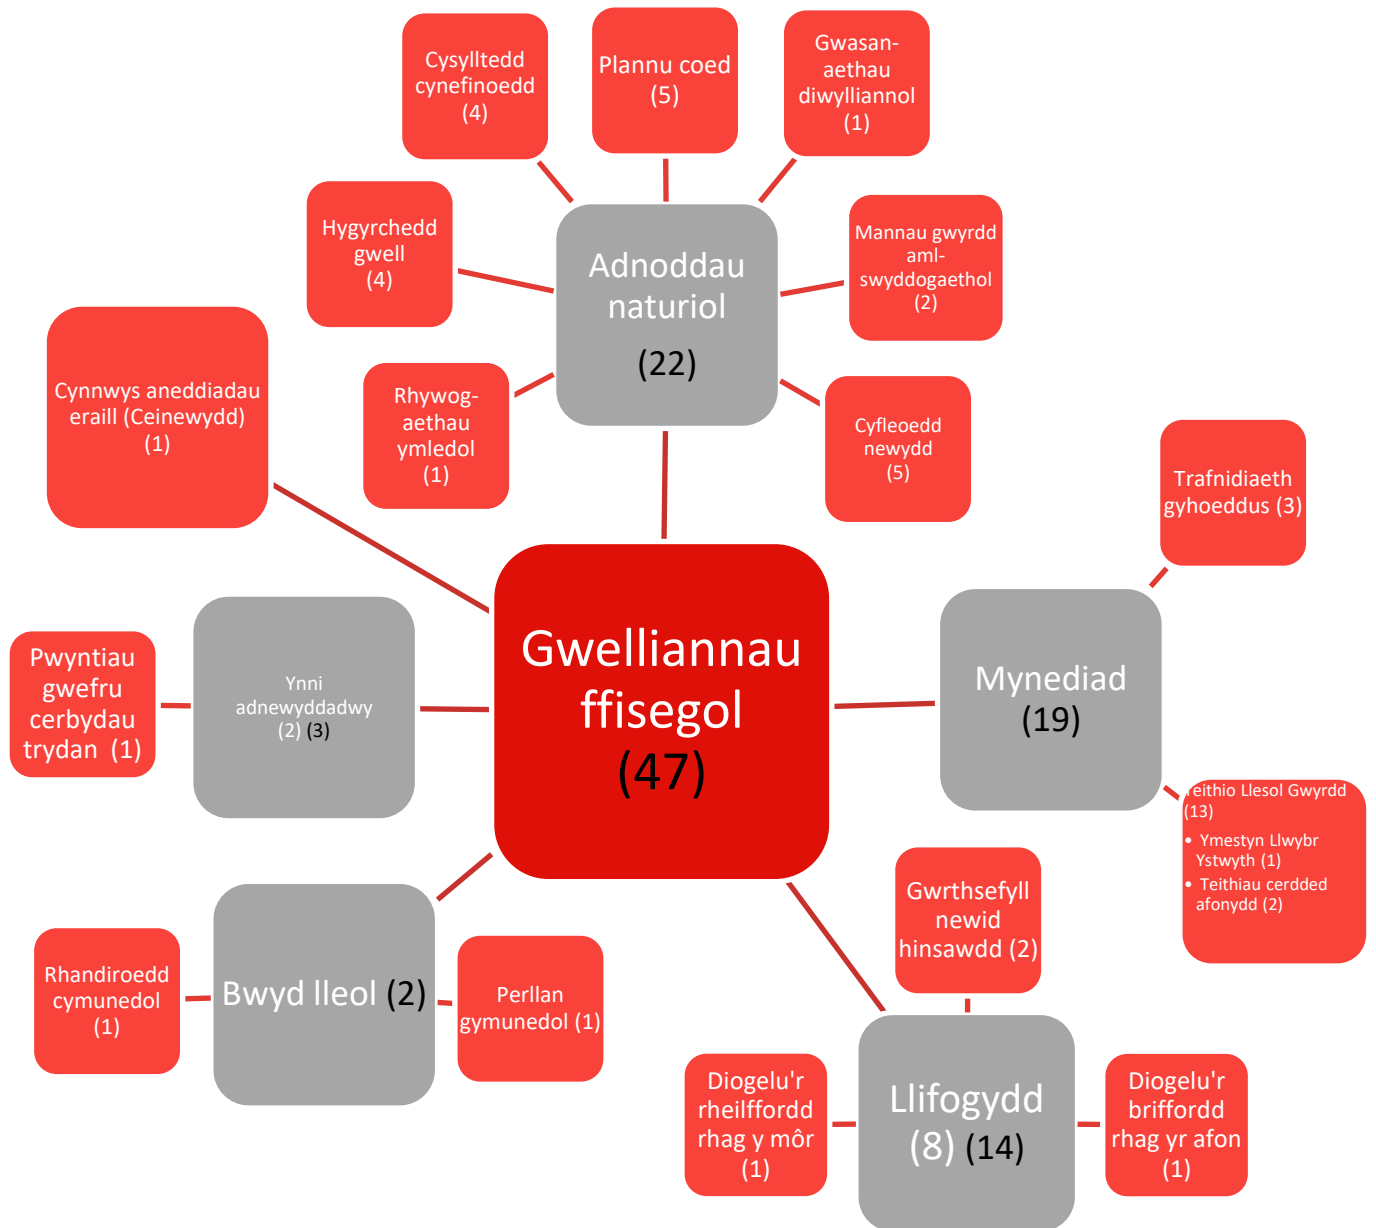 Cysylltedd
cynefinoedd
(4)
Plannu coed
(5)
Gwasan-
aethau
diwylliannol
(1)
Hygyrchedd
gwell
(4)
Adnoddau
naturiol
(22)
Mannau gwyrdd
aml-
swyddogaethol
(2)
Cynnwys aneddiadau
eraill (Ceinewydd)
(1)
Rhywog-
aethau
ymledol
(1)
Cyfleoedd
newydd
(5)
Trafnidiaeth
gyhoeddus (3)
Pwyntiau
gwefru
cerbydau
trydan (1)
Ynni
adnewyddadwy
(2) (3)
Gwelliannau
ffisegol
(47)
Mynediad
(19)
Teithio Llesol Gwyrdd
(13)
• Ymestyn Llwybr
Ystwyth (1)
• Teithiau cerdded
afonydd (2)
Gwrthsefyll
newid
hinsawdd (2)
Rhandiroedd
cymunedol
(1)
Bwyd lleol (2)
Perllan
gymunedol (1)
Diogelu'r
rheilffordd
rhag y môr
(1)
Llifogydd
(8) (14)
Diogelu'r
briffordd
rhag yr afon
(1)